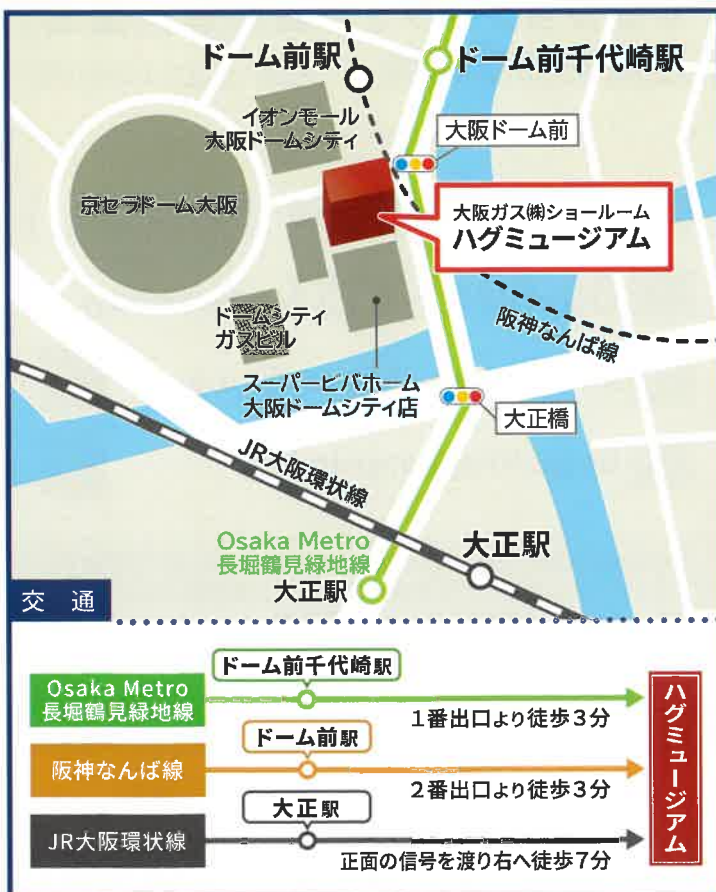 ドーム前駅
ドーム前千代崎駅
イオンモール
大阪ドームシティ
大阪ドーム前
京セラドーム大阪
大阪ガス㈱ショールーム
ハグミュージアム
ドームシティ
ガスビル
阪神なんば線
スーパービバホーム
大阪ドームシティ店
大正橋
JR大阪環状線
Osaka Metro
長堀鶴見緑地線
大正駅
大正駅
交通
Osaka Metro
長堀鶴見緑地線
ドーム前千代崎駅
1番出口より徒歩3分
阪神なんば線
ドーム前駅
2番出口より徒歩3分
JR大阪環状線
大正駅
正面の信号を渡り右へ徒歩7分
ハグミュージアム